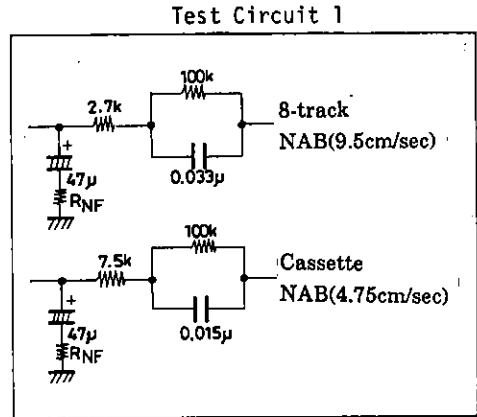 Test Circuit 1
100k
2.7k
8-track
NAB(9.5cm/sec)
+
47µ
0.033µ
RNF
100k
7.5k
Cassette
NAB(4.75cm/sec)
+
47µ
0.015µ
RNF